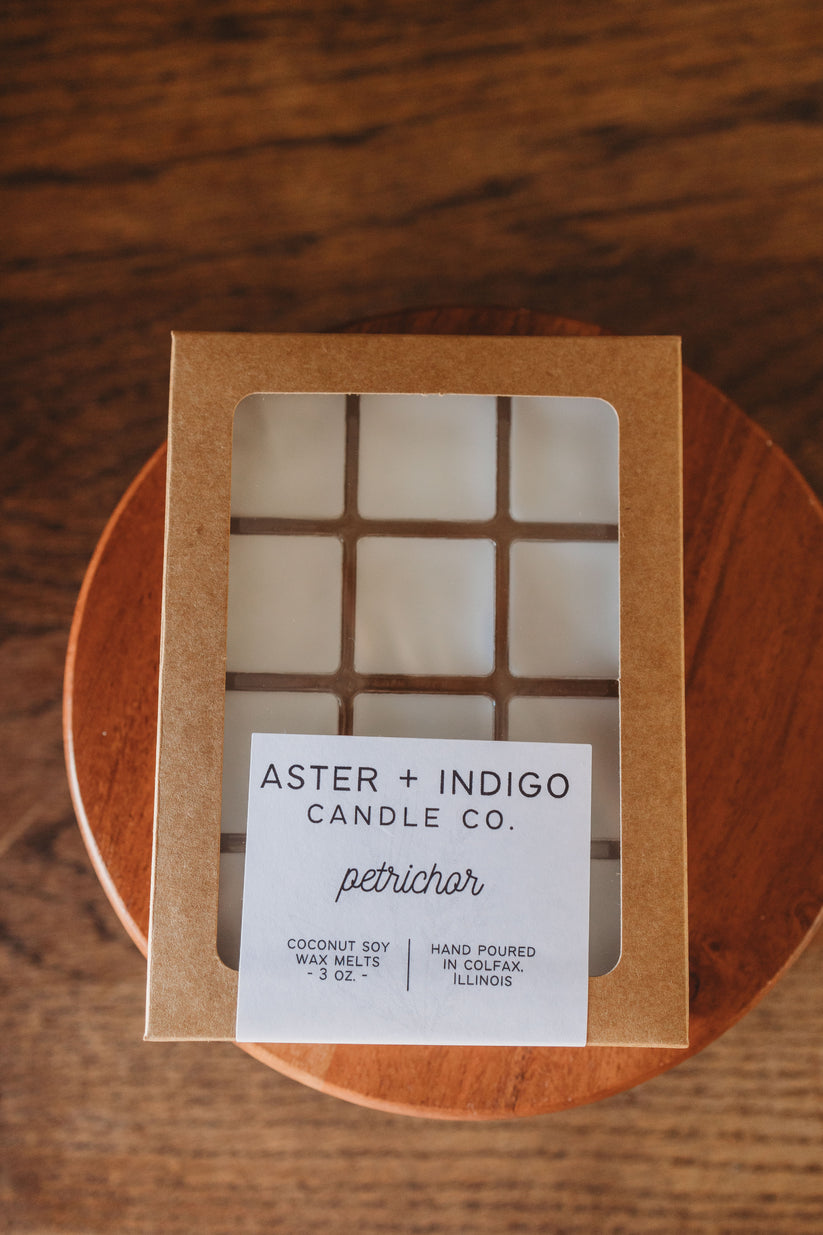 ASTER + INDIGO
CANDLE CO.
petrichor
COCONUT SOY
WAX MELTS
- 3 OZ. -
HAND POURED
IN COLFAX,
ILLINOIS